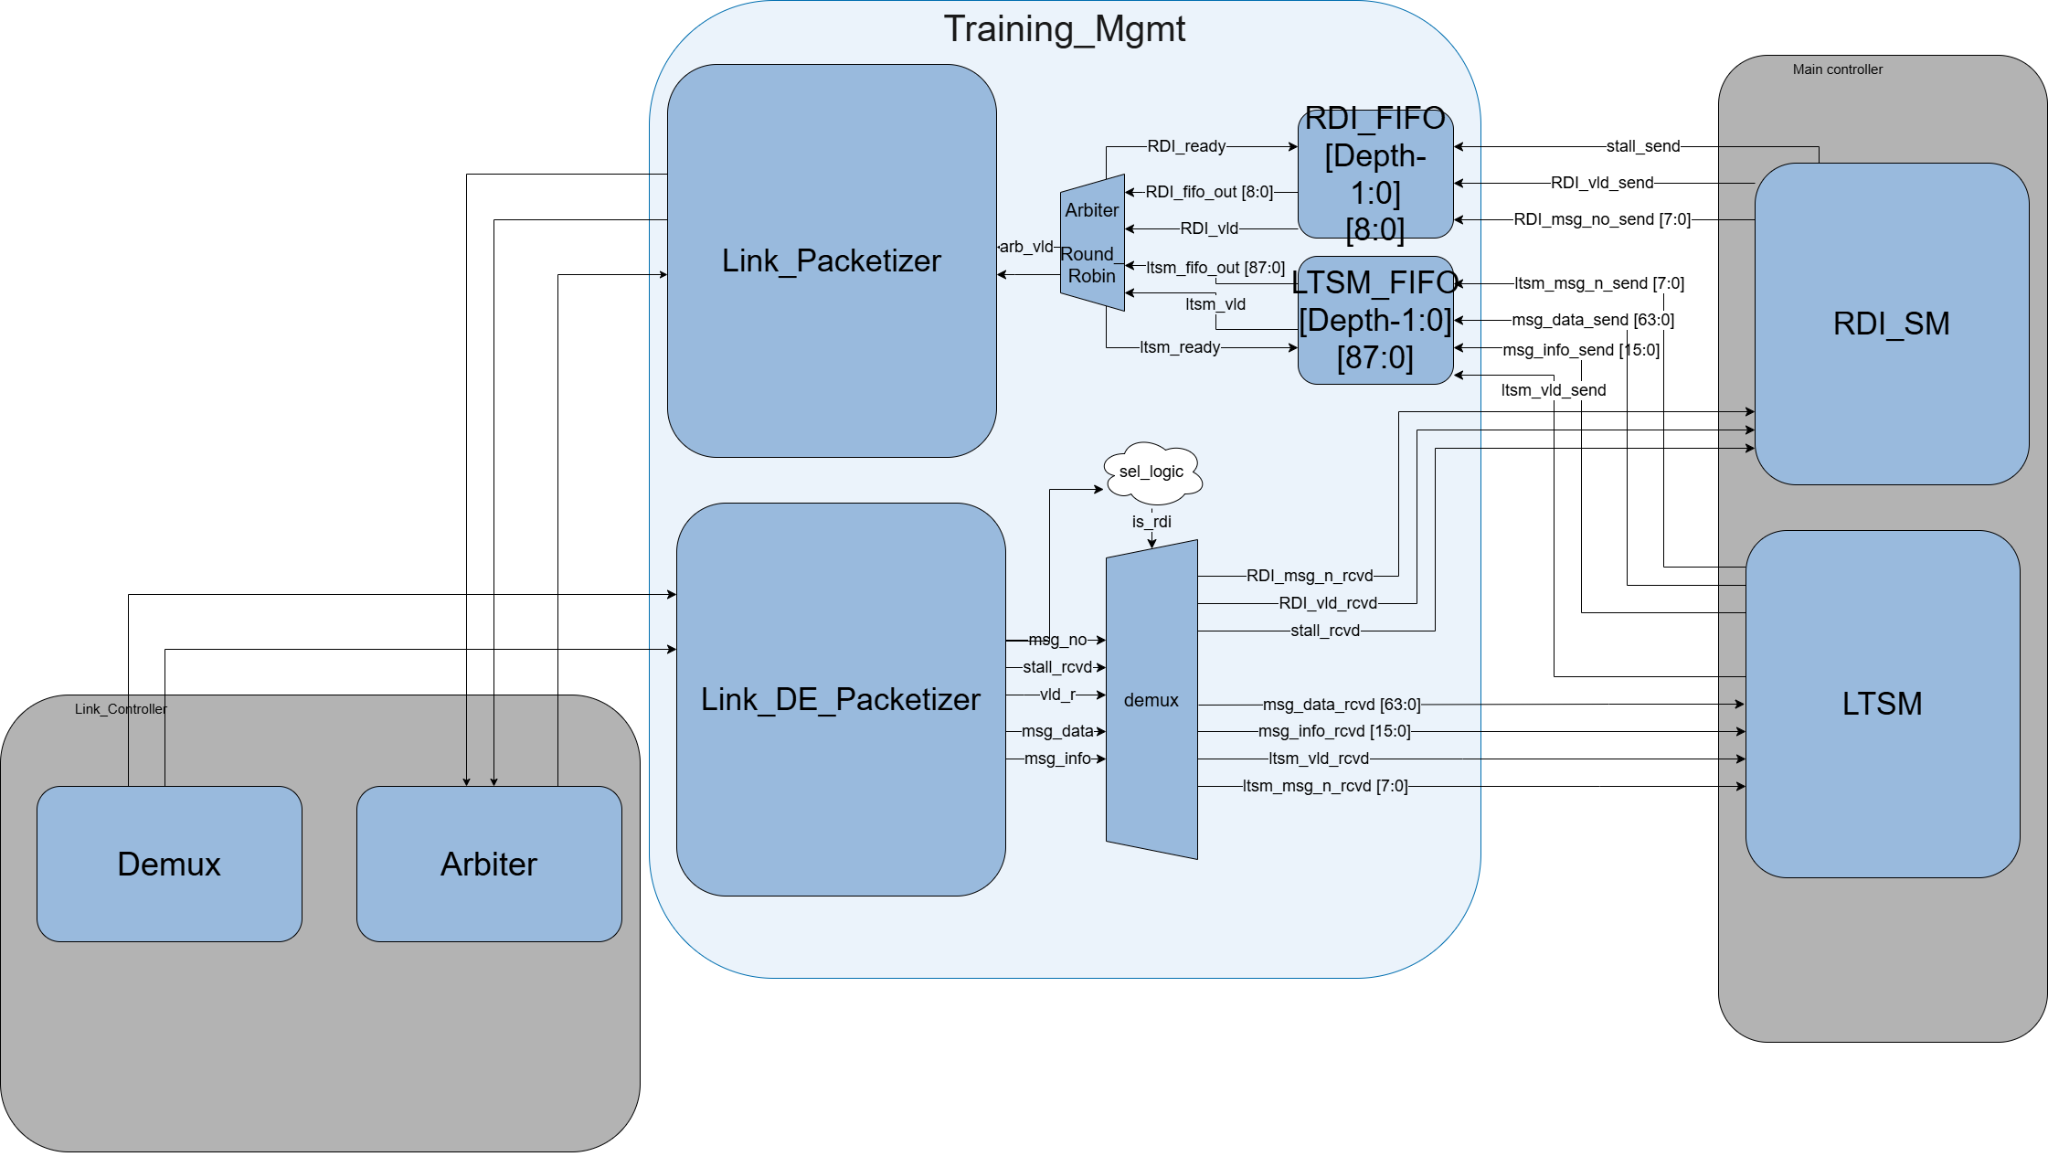 Training_Mgmt
Main controller
RDI_FIFO
[Depth-
1:0]
[8:0]
RDI_ready
stall_send
RDI_fifo_out [8:0]
RDI_vld_send
Arbiter
RDI_vld
RDI_msg_no_send [7:0]
arb_vld
Round_
Robin
Link_Packetizer
ltsm_fifo_out [87:0]
LTSM_FIFO
[Depth-1:0]
[87:0]
ltsm_msg_n_send [7:0]
ltsm_vld
msg_data_send [63:0]
RDI_SM
ltsm_ready
msg_info_send [15:0]
ltsm_vld_send
sel_logic
is_rdi
RDI_msg_n_rcvd
RDI_vld_rcvd
stall_rcvd
msg_no
stall_rcvd
vld_r
msg_data
msg_info
Link_DE_Packetizer
demux
msg_data_rcvd [63:0]
msg_info_rcvd [15:0]
ltsm_vld_rcvd
ltsm_msg_n_rcvd [7:0]
LTSM
Link_Controller
Demux
Arbiter